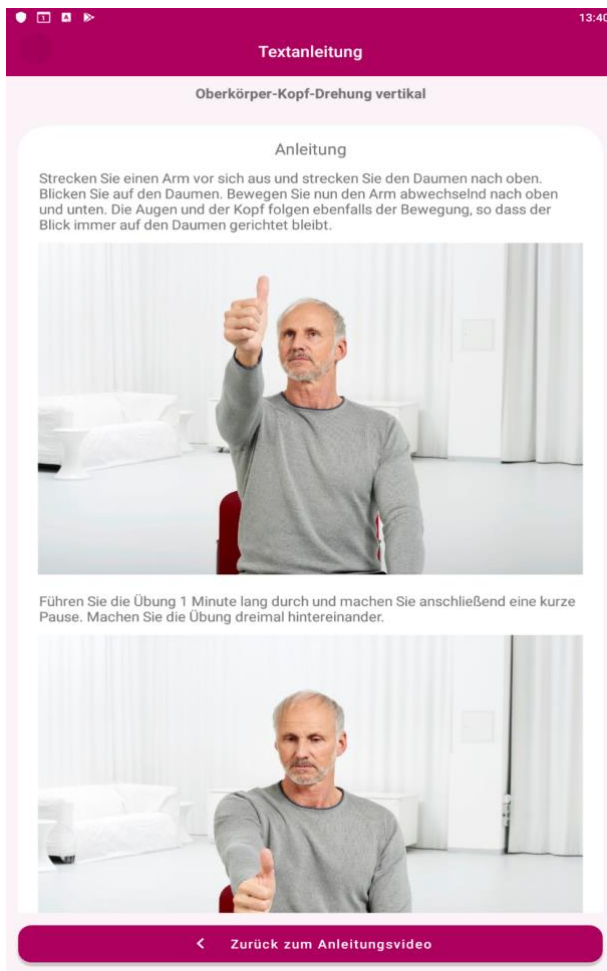 13:40
Textanleitung
Oberkörper-Kopf-Drehung vertikal
Anleitung
Strecken Sie einen Arm vor sich aus und strecken Sie den Daumen nach oben.
Blicken Sie auf den Daumen. Bewegen Sie nun den Arm abwechselnd nach oben
und unten. Die Augen und der Kopf folgen ebenfalls der Bewegung, so dass der
Blick immer auf den Daumen gerichtet bleibt.
Führen Sie die Übung 1 Minute lang durch und machen Sie anschließend eine kurze
Pause. Machen Sie die Übung dreimal hintereinander.
Zurück zum Anleitungsvideo